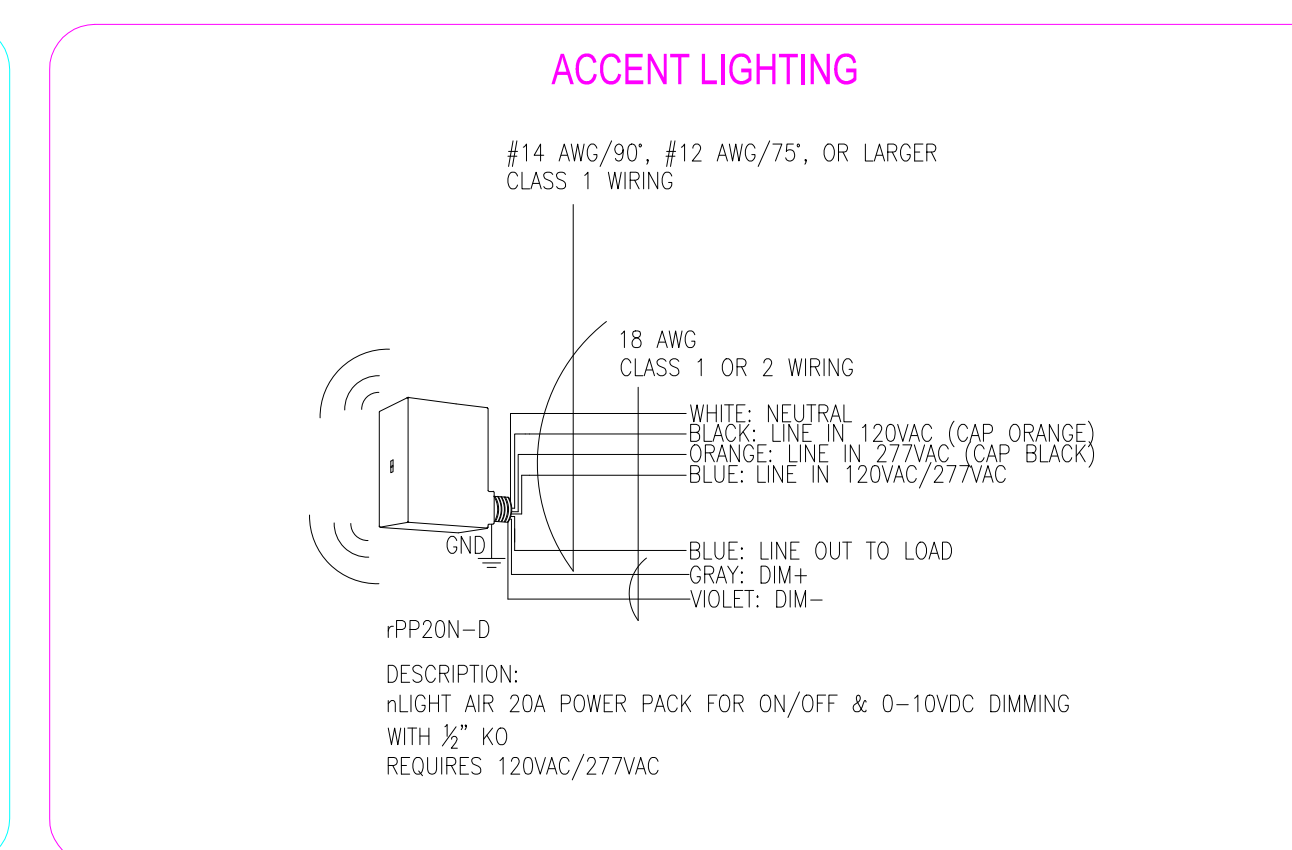 ACCENT LIGHTING
#14 AWG/90°, #12 AWG/75°, OR LARGER
CLASS 1 WIRING
18 AWG
CLASS 1 OR 2 WIRING
WHITE: NEUTRAL
BLACK: LINE IN 120VAC (CAP ORANGE)
ORANGE: LINE IN 277VAC (CAP BLACK)
BLUE: LINE IN 120VAC/277VAC
GND
BLUE: LINE OUT TO LOAD
GRAY: DIM+
VIOLET: DIM-
rPP20N-D
DESCRIPTION:
nLIGHT AIR 20A POWER PACK FOR ON/OFF & 0-10VDC DIMMING
WITH ½" KO
REQUIRES 120VAC/277VAC